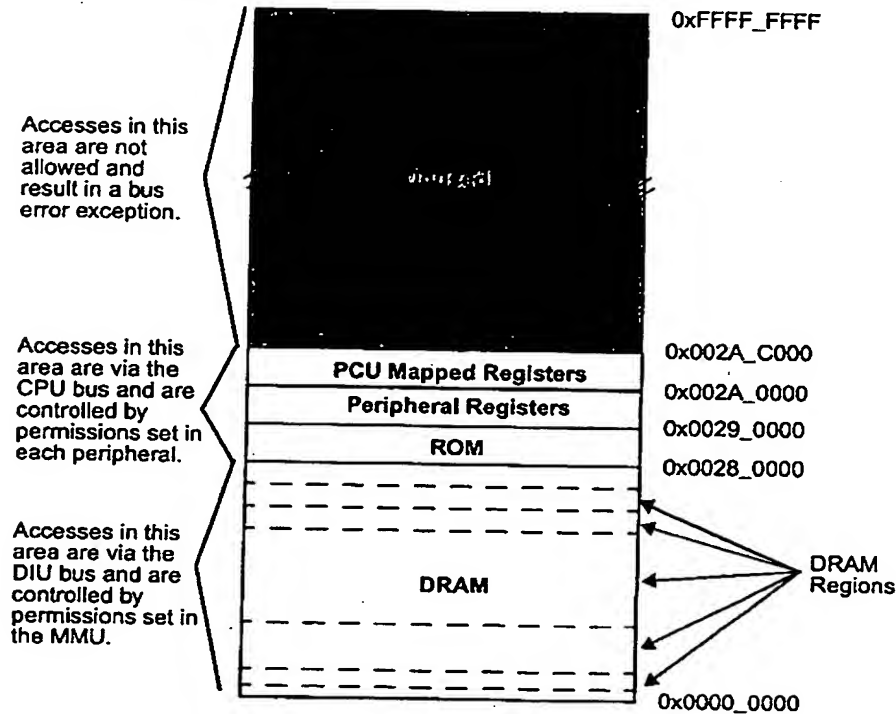 0xFFFF_FFFF
Accesses in this
area are not
allowed and
result in a bus
error exception.
Accesses in this
area are via the
CPU bus and are
controlled by
permissions set in
each peripheral.
Accesses in this
area are via the
DIU bus and are
controlled by
permissions set in
the MMU.
PCU Mapped Registers
Peripheral Registers
ROM
DRAM
0x002A_C000
0x002A_0000
0x0029_0000
0x0028_0000
DRAM
Regions
0x0000_0000